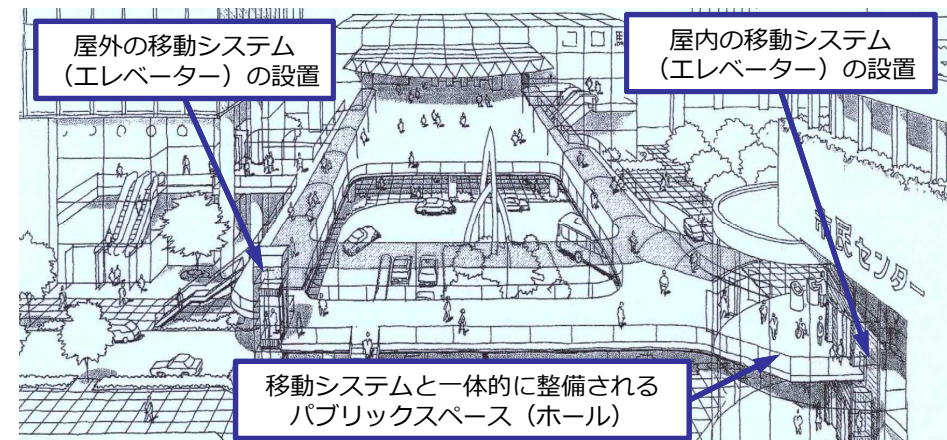 屋外の移動システム
（エレベーター）の設置
屋内の移動システム
（エレベーター）の設置
市民センター
移動システムと一体的に整備される
パブリックスペース（ホール）